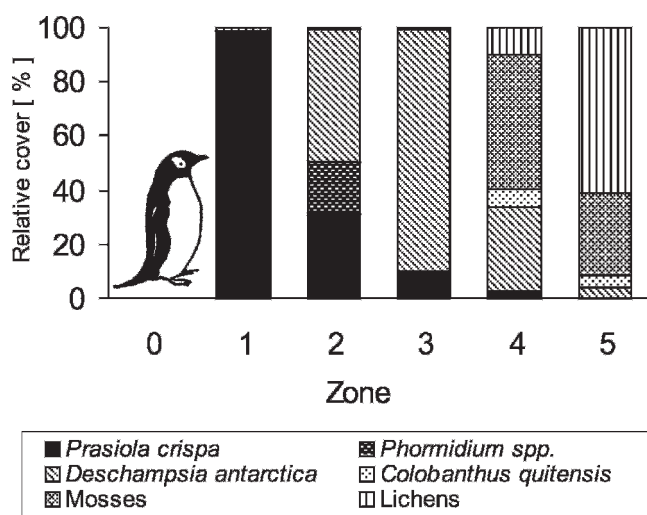 Relative cover [ % ]
100
80
60
40
20
0
0 1 2 3 4 5
Zone
Prasiola crispa Phormidium spp.
Deschampsia antarctica Colobanthus quitensis
Mosses Lichens